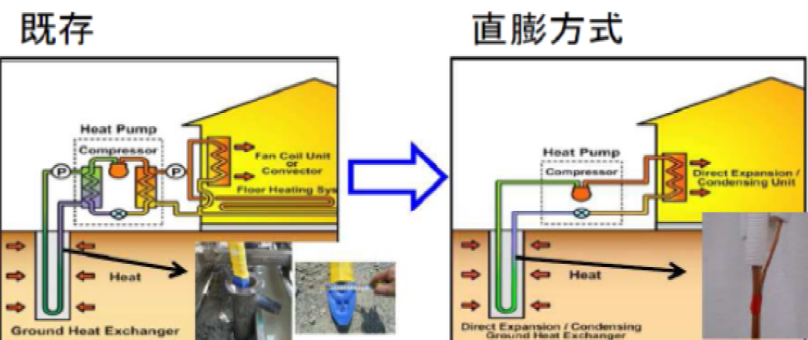 既存
Heat Pump
Compressor
P
P
Fan Coil Unit
or
Convector
Floor Heating Sys
Heat
Ground Heat Exchanger
直膨方式
Heat Pump
Compressor
Direct Expansion /
Condensing Unit
Heat
Direct Expansion / Condensing
Ground Heat Exchanger